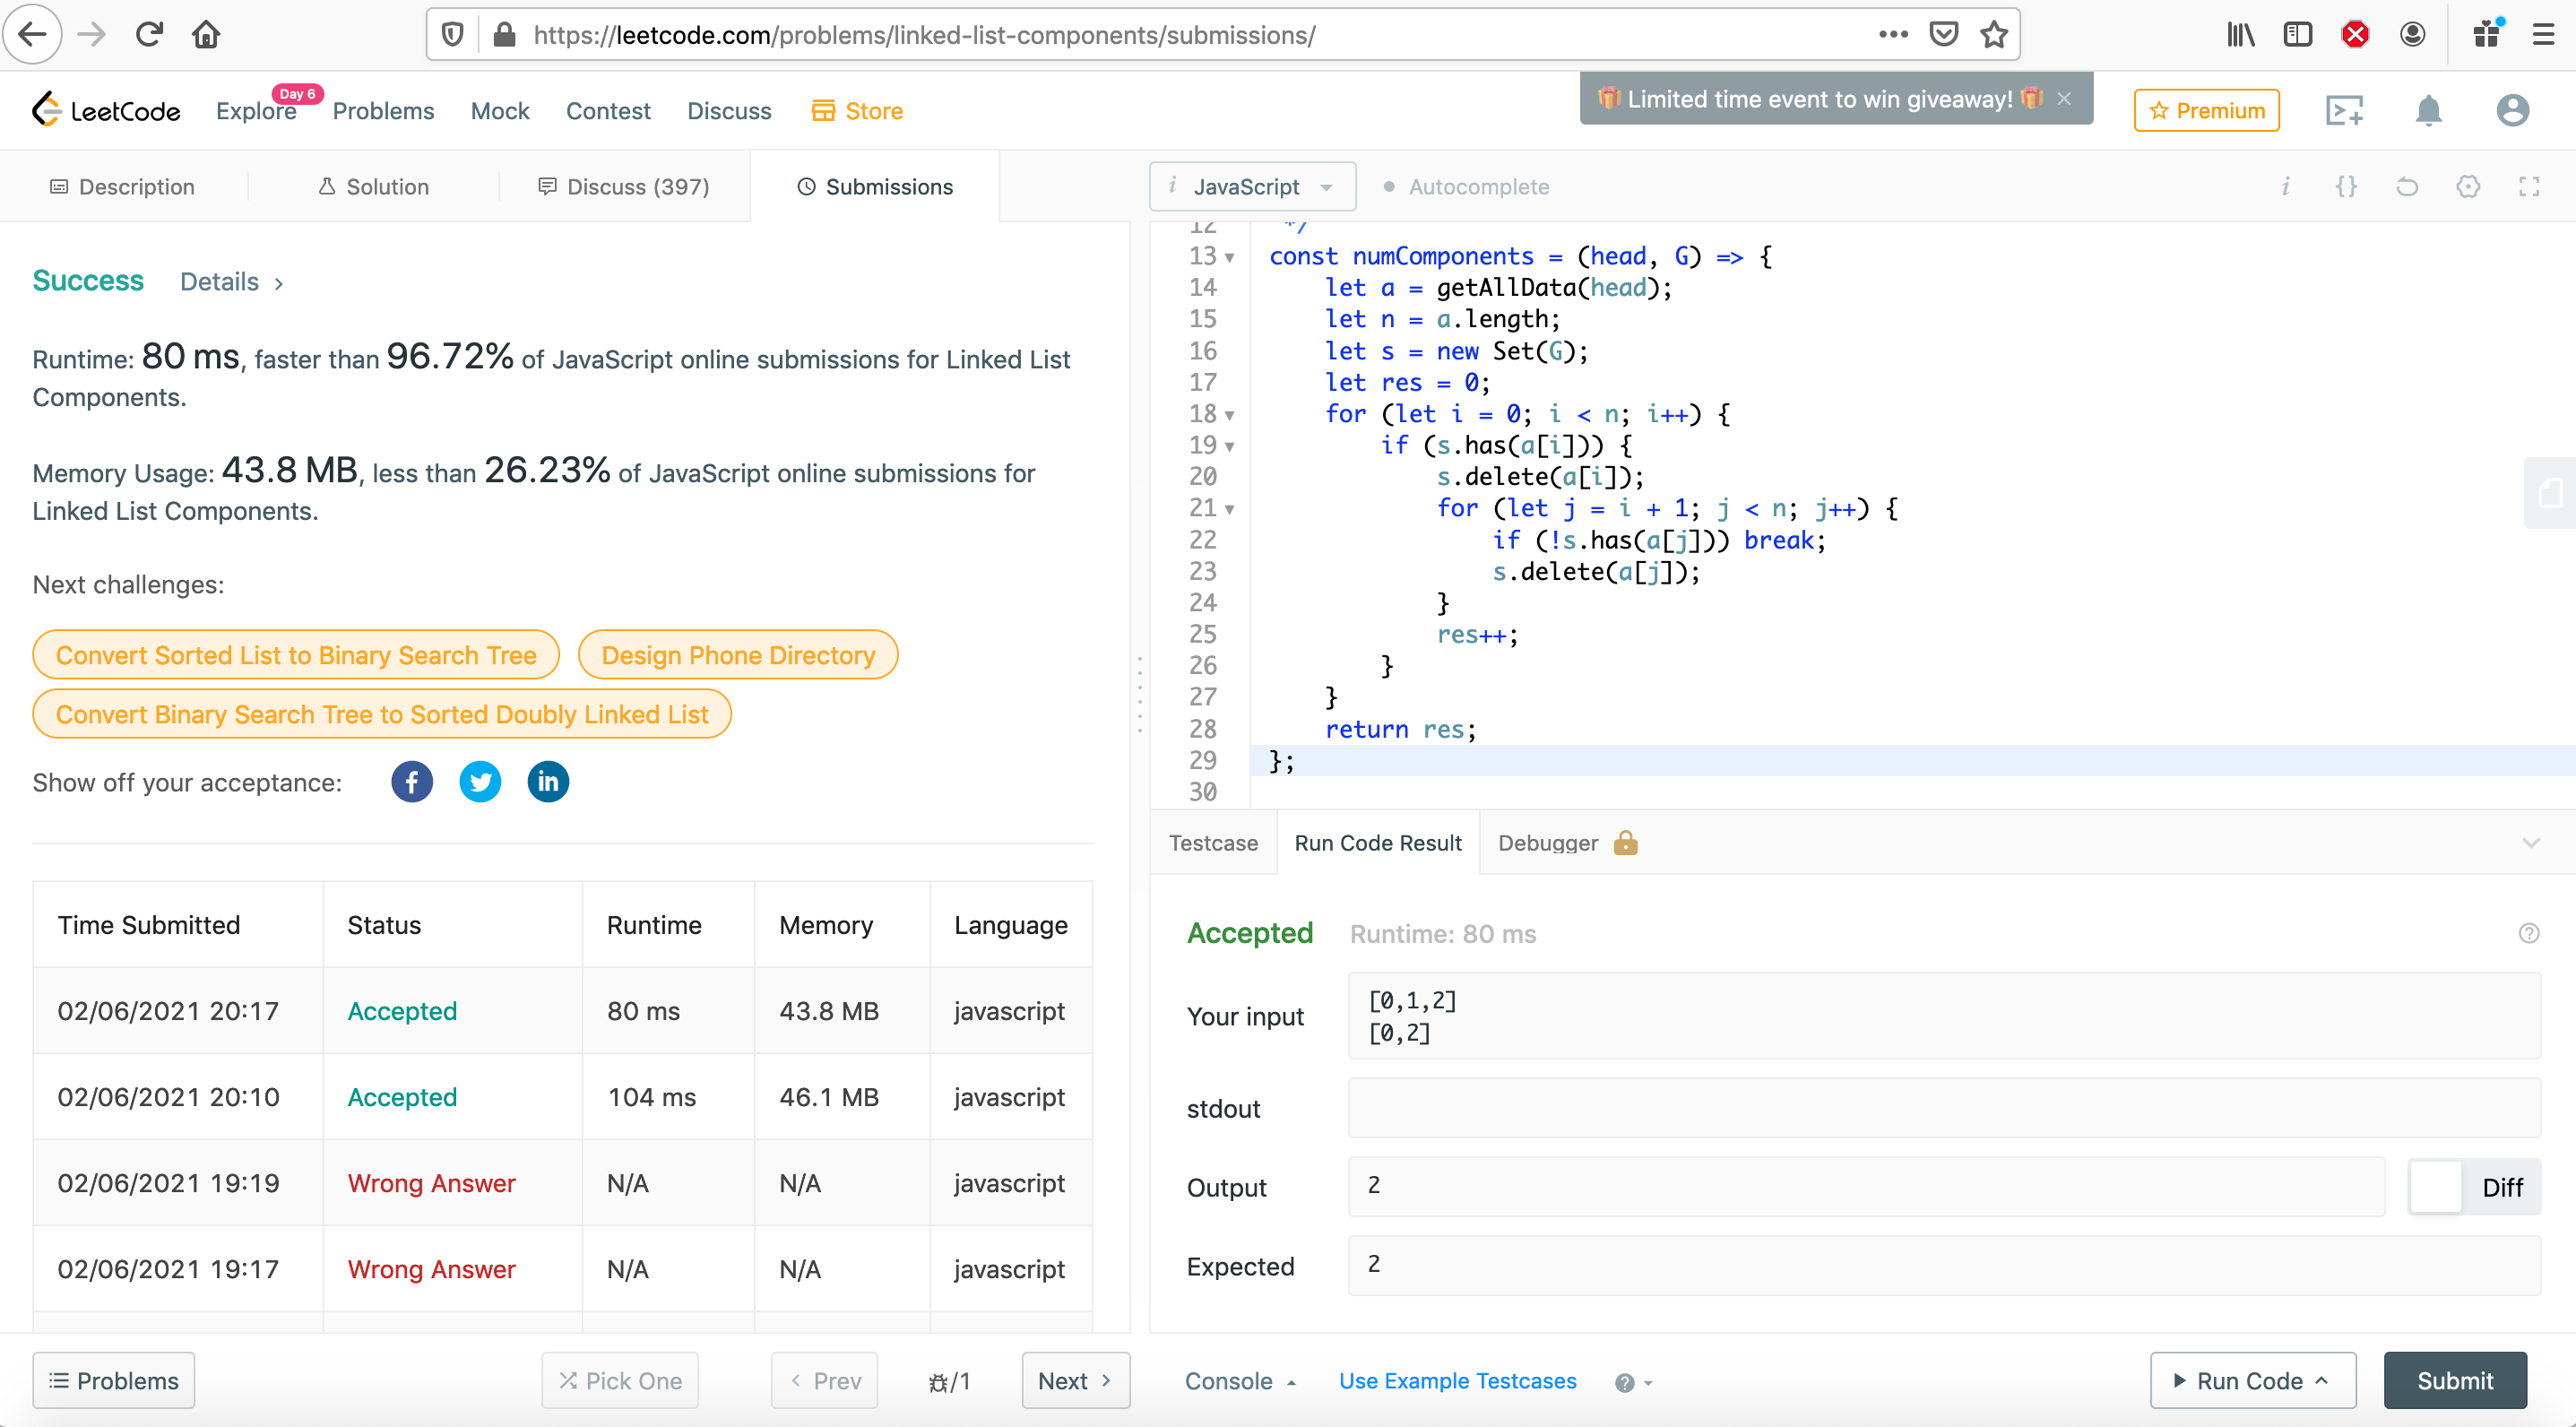 https://leetcode.com/problems/linked-list-components/submissions/
LeetCode
Explore
Day 6
Problems
Mock
Contest
Discuss
Store
🎁 Limited time event to win giveaway! 🎁 ×
Premium
Description
Solution
Discuss (397)
Submissions
i JavaScript
Autocomplete
Success
Details >
Runtime: 80 ms, faster than 96.72% of JavaScript online submissions for Linked List
Components.
Memory Usage: 43.8 MB, less than 26.23% of JavaScript online submissions for
Linked List Components.
Next challenges:
Convert Sorted List to Binary Search Tree
Design Phone Directory
Convert Binary Search Tree to Sorted Doubly Linked List
Show off your acceptance:
Time Submitted Status Runtime Memory Language
02/06/2021 20:17 Accepted 80 ms 43.8 MB javascript
02/06/2021 20:10 Accepted 104 ms 46.1 MB javascript
02/06/2021 19:19 Wrong Answer N/A N/A javascript
02/06/2021 19:17 Wrong Answer N/A N/A javascript
Problems
Pick One
< Prev
/1
Next >
12 */
13 const numComponents = (head, G) => {
14 let a = getAllData(head);
15 let n = a.length;
16 let s = new Set(G);
17 let res = 0;
18 for (let i = 0; i < n; i++) {
19 if (s.has(a[i])) {
20 s.delete(a[i]);
21 for (let j = i + 1; j < n; j++) {
22 if (!s.has(a[j])) break;
23 s.delete(a[j]);
24 }
25 res++;
26 }
27 }
28 return res;
29 };
30
Testcase
Run Code Result
Debugger
Accepted
Runtime: 80 ms
Your input
[0,1,2]
[0,2]
stdout
Output
2
Diff
Expected
2
Console
Use Example Testcases
Run Code
Submit